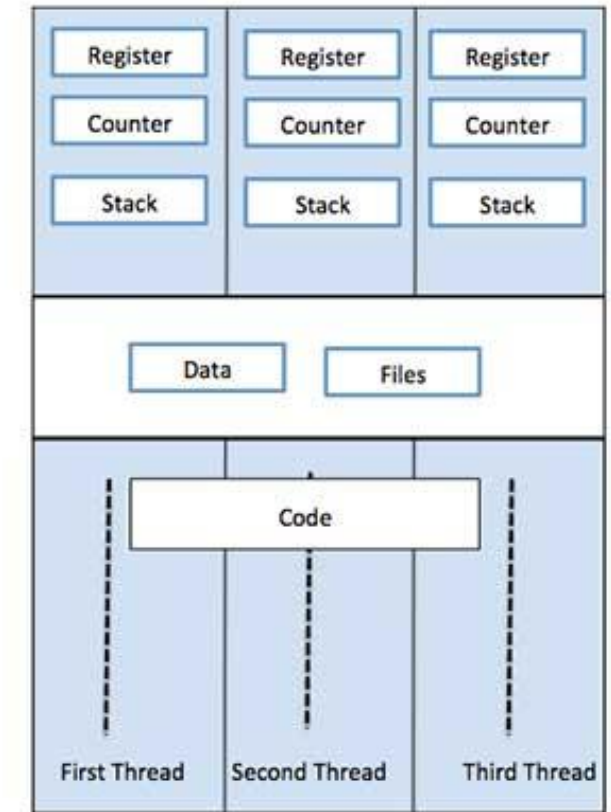 Register Register Register
Counter Counter Counter
Stack Stack Stack
Data Files
Code
First Thread Second Thread Third Thread